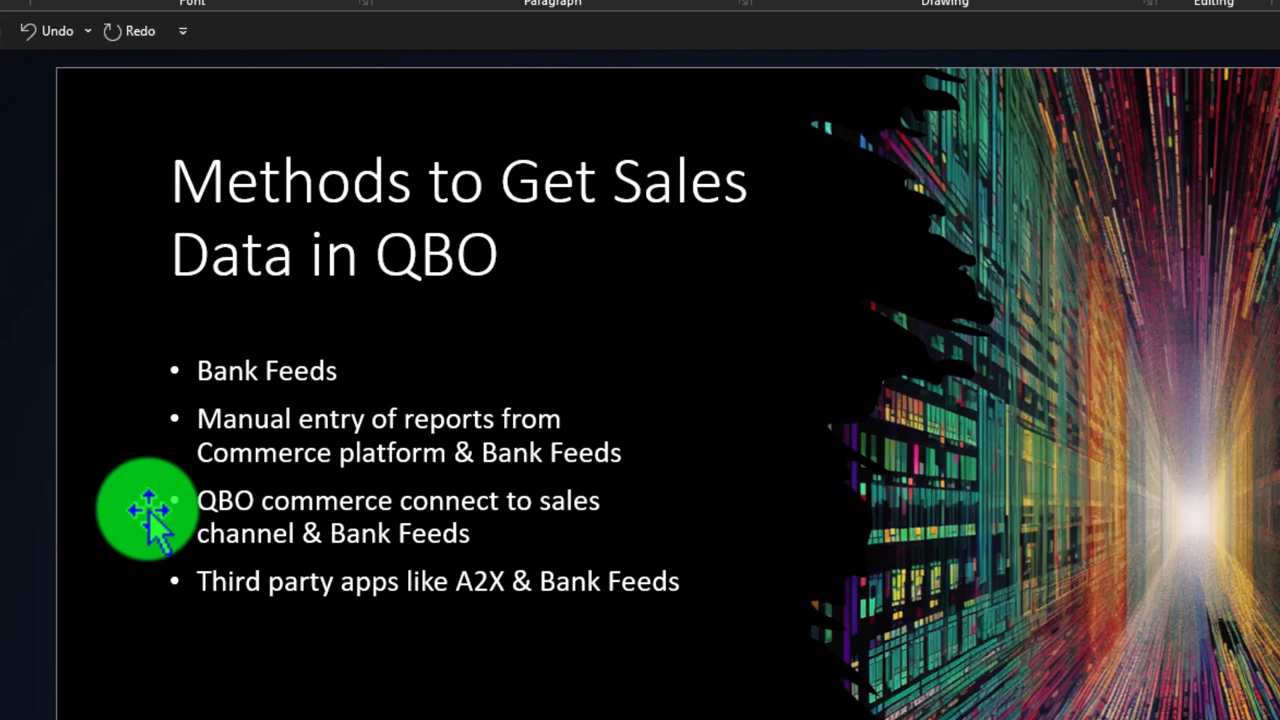 Font
Paragraph
Drawing
Editing
Undo
Redo
Methods to Get Sales
Data in QBO
• Bank Feeds
• Manual entry of reports from
Commerce platform & Bank Feeds
• QBO commerce connect to sales
channel & Bank Feeds
• Third party apps like A2X & Bank Feeds